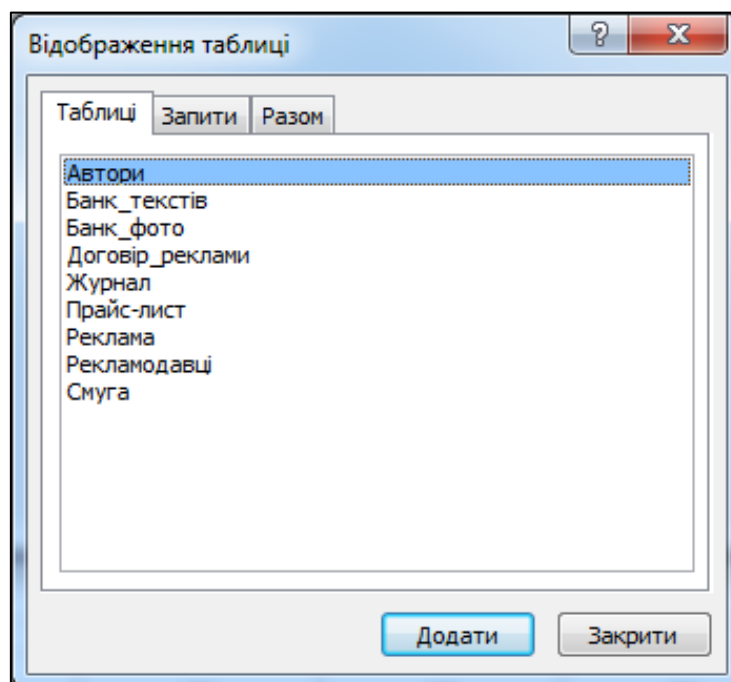 Відображення таблиці
?
X
Таблиці Запити Разом
Автори
Банк_текстів
Банк_фото
Договір_реклами
Журнал
Прайс-лист
Реклама
Рекламодавці
Смуга
Додати Закрити